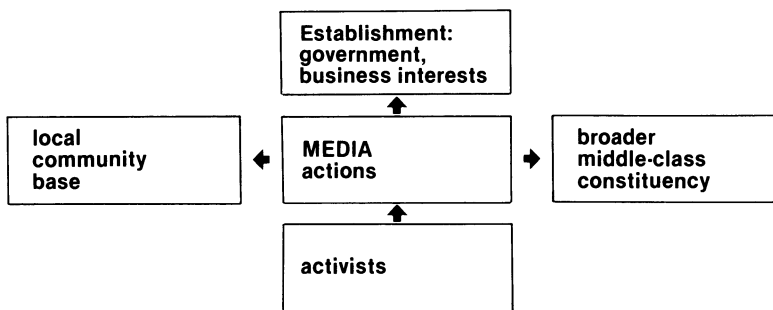 Establishment:
government,
business interests
local
community
base
MEDIA
actions
broader
middle-class
constituency
activists